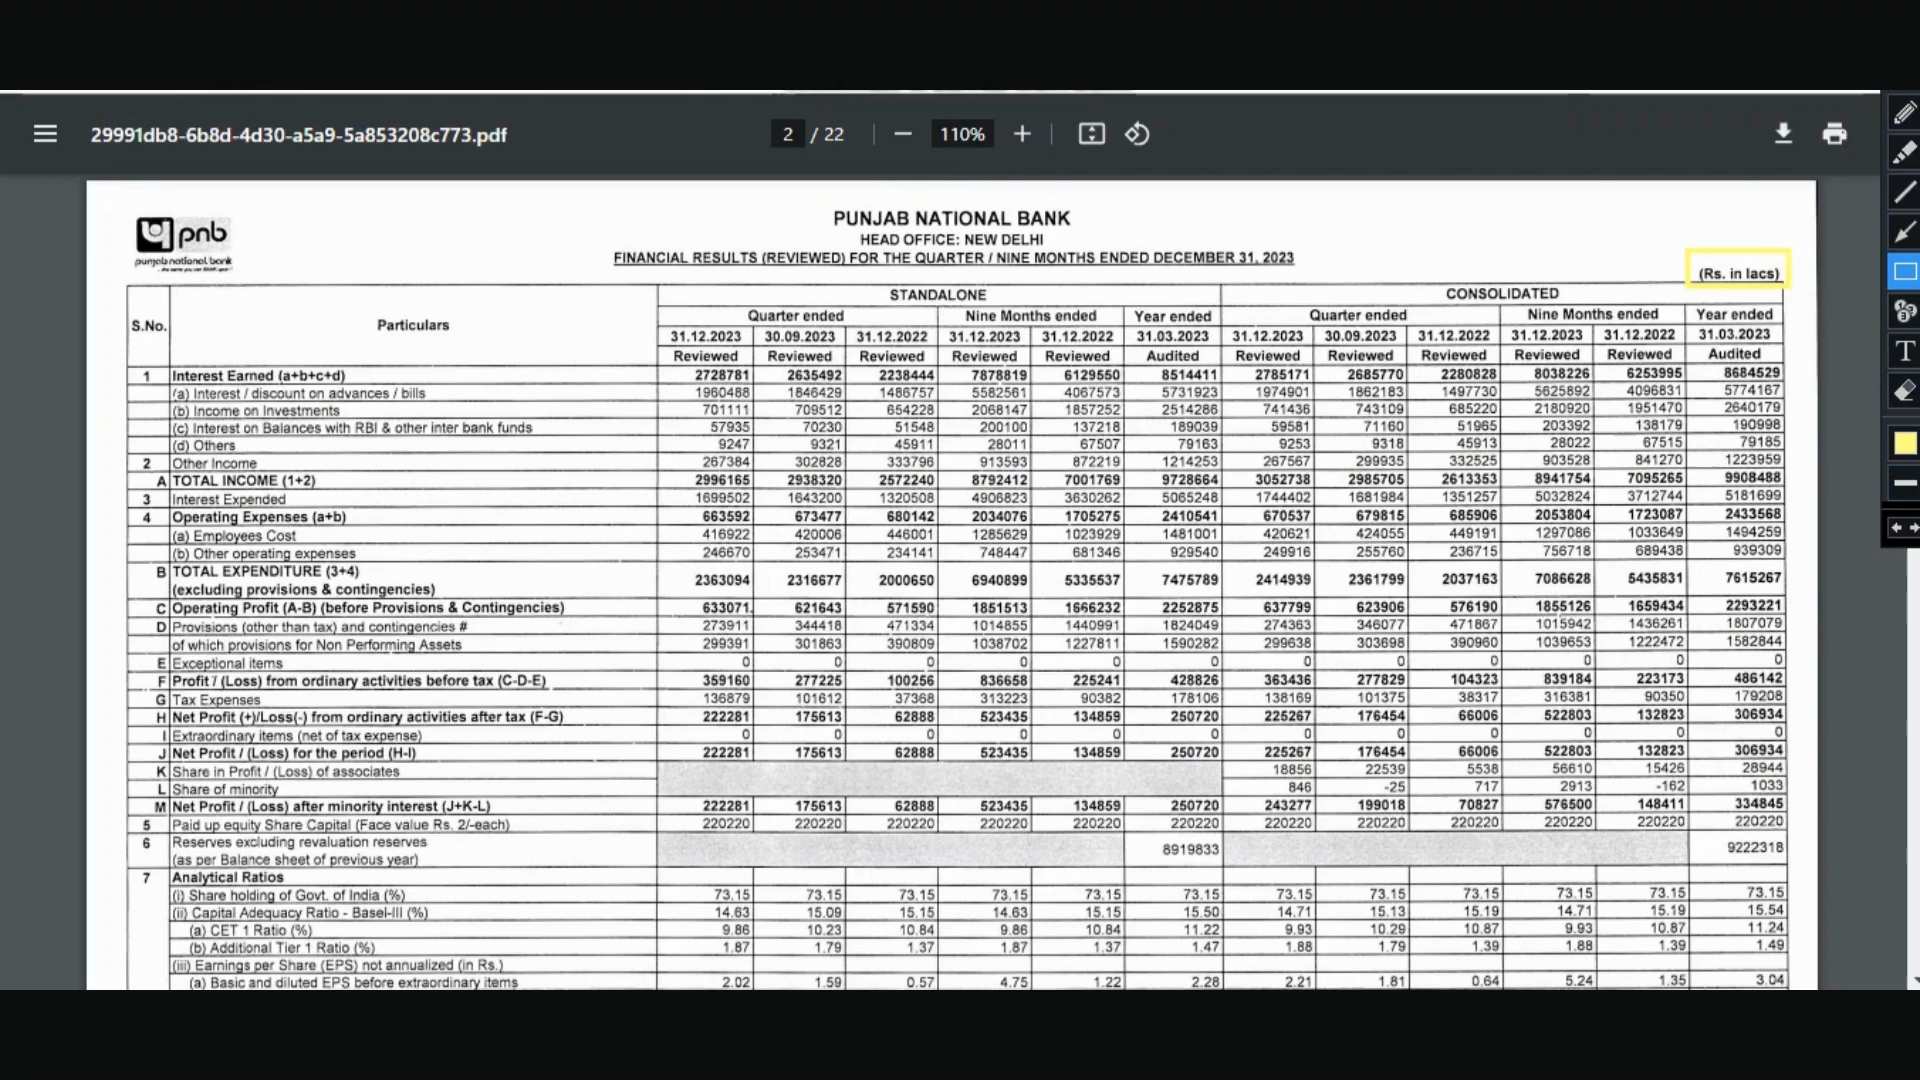 29991db8-6b8d-4d30-a5a9-5a853208c773.pdf
2 / 22
110%
pnb
punjab national bank
PUNJAB NATIONAL BANK
HEAD OFFICE: NEW DELHI
FINANCIAL RESULTS (REVIEWED) FOR THE QUARTER / NINE MONTHS ENDED DECEMBER 31, 2023
(Rs. in lacs)
S.No. Particulars STANDALONE CONSOLIDATED
Quarter ended Nine Months ended Year ended Quarter ended Nine Months ended Year ended
31.12.2023 30.09.2023 31.12.2022 31.12.2023 31.12.2022 31.03.2023 31.12.2023 30.09.2023 31.12.2022 31.12.2023 31.12.2022 31.03.2023
Reviewed Reviewed Reviewed Reviewed Reviewed Audited Reviewed Reviewed Reviewed Reviewed Reviewed Audited
1 Interest Earned (a+b+c+d) 2728781 2635492 2238444 7878819 6129550 8514411 2785171 2685770 2280828 8038226 6253995 8684529
(a) Interest / discount on advances / bills 1960488 1846429 1486757 5582561 4067573 5731923 1974901 1862183 1497730 5625892 4096831 5774167
(b) Income on Investments 701111 709512 654228 2068147 1857252 2514286 741436 743109 685220 2180920 1951470 2640179
(c) Interest on Balances with RBI & other inter bank funds 57935 70230 51548 200100 137218 189039 59581 71160 51965 203392 138179 190998
(d) Others 9247 9321 45911 28011 67507 79163 9253 9318 45913 28022 67515 79185
2 Other Income 267384 302828 333796 913593 872219 1214253 267567 299935 332525 903528 841270 1223959
A TOTAL INCOME (1+2) 2996165 2938320 2572240 8792412 7001769 9728664 3052738 2985705 2613353 8941754 7095265 9908488
3 Interest Expended 1699502 1643200 1320508 4906823 3630262 5065248 1744402 1681984 1351257 5032824 3712744 5181699
4 Operating Expenses (a+b) 663592 673477 680142 2034076 1705275 2410541 670537 679815 685906 2053804 1723087 2433568
(a) Employees Cost 416922 420006 446001 1285629 1023929 1481001 420621 424055 449191 1297086 1033649 1494259
(b) Other operating expenses 246670 253471 234141 748447 681346 929540 249916 255760 236715 756718 689438 939309
B TOTAL EXPENDITURE (3+4)
(excluding provisions & contingencies) 2363094 2316677 2000650 6940899 5335537 7475789 2414939 2361799 2037163 7086628 5435831 7615267
C Operating Profit (A-B) (before Provisions & Contingencies) 633071 621643 571590 1851513 1666232 2252875 637799 623906 576190 1855126 1659434 2293221
D Provisions (other than tax) and contingencies # 273911 344418 471334 1014855 1440991 1824049 274363 346077 471867 1015942 1436261 1807079
of which provisions for Non Performing Assets 299391 301863 390809 1038702 1227811 1590282 299638 303698 390960 1039653 1222472 1582844
E Exceptional items 0 0 0 0 0 0 0 0 0 0 0 0
F Profit / (Loss) from ordinary activities before tax (C-D-E) 359160 277225 100256 836658 225241 428826 363436 277829 104323 839184 223173 486142
G Tax Expenses 136879 101612 37368 313223 90382 178106 138169 101375 38317 316381 90350 179208
H Net Profit (+)/Loss(-) from ordinary activities after tax (F-G) 222281 175613 62888 523435 134859 250720 225267 176454 66006 522803 132823 306934
I Extraordinary items (net of tax expense) 0 0 0 0 0 0 0 0 0 0 0 0
J Net Profit / (Loss) for the period (H-I) 222281 175613 62888 523435 134859 250720 225267 176454 66006 522803 132823 306934
K Share in Profit / (Loss) of associates 18856 22539 5538 56610 15426 28944
L Share of minority 846 -25 717 2913 -162 1033
M Net Profit / (Loss) after minority interest (J+K-L) 222281 175613 62888 523435 134859 250720 243277 199018 70827 576500 148411 334845
5 Paid up equity Share Capital (Face value Rs. 2/-each) 220220 220220 220220 220220 220220 220220 220220 220220 220220 220220 220220 220220
6 Reserves excluding revaluation reserves
(as per Balance sheet of previous year) 8919833 9222318
7 Analytical Ratios
(i) Share holding of Govt. of India (%) 73.15 73.15 73.15 73.15 73.15 73.15 73.15 73.15 73.15 73.15 73.15 73.15
(ii) Capital Adequacy Ratio - Basel-III (%) 14.63 15.09 15.15 14.63 15.15 15.50 14.71 15.13 15.19 14.71 15.19 15.54
(a) CET 1 Ratio (%) 9.86 10.23 10.84 9.86 10.84 11.22 9.93 10.29 10.87 9.93 10.87 11.24
(b) Additional Tier 1 Ratio (%) 1.87 1.79 1.37 1.87 1.37 1.47 1.88 1.79 1.39 1.88 1.39 1.49
(iii) Earnings per Share (EPS) not annualized (in Rs.)
(a) Basic and diluted EPS before extraordinary items 2.02 1.59 0.57 4.75 1.22 2.28 2.21 1.81 0.64 5.24 1.35 3.04